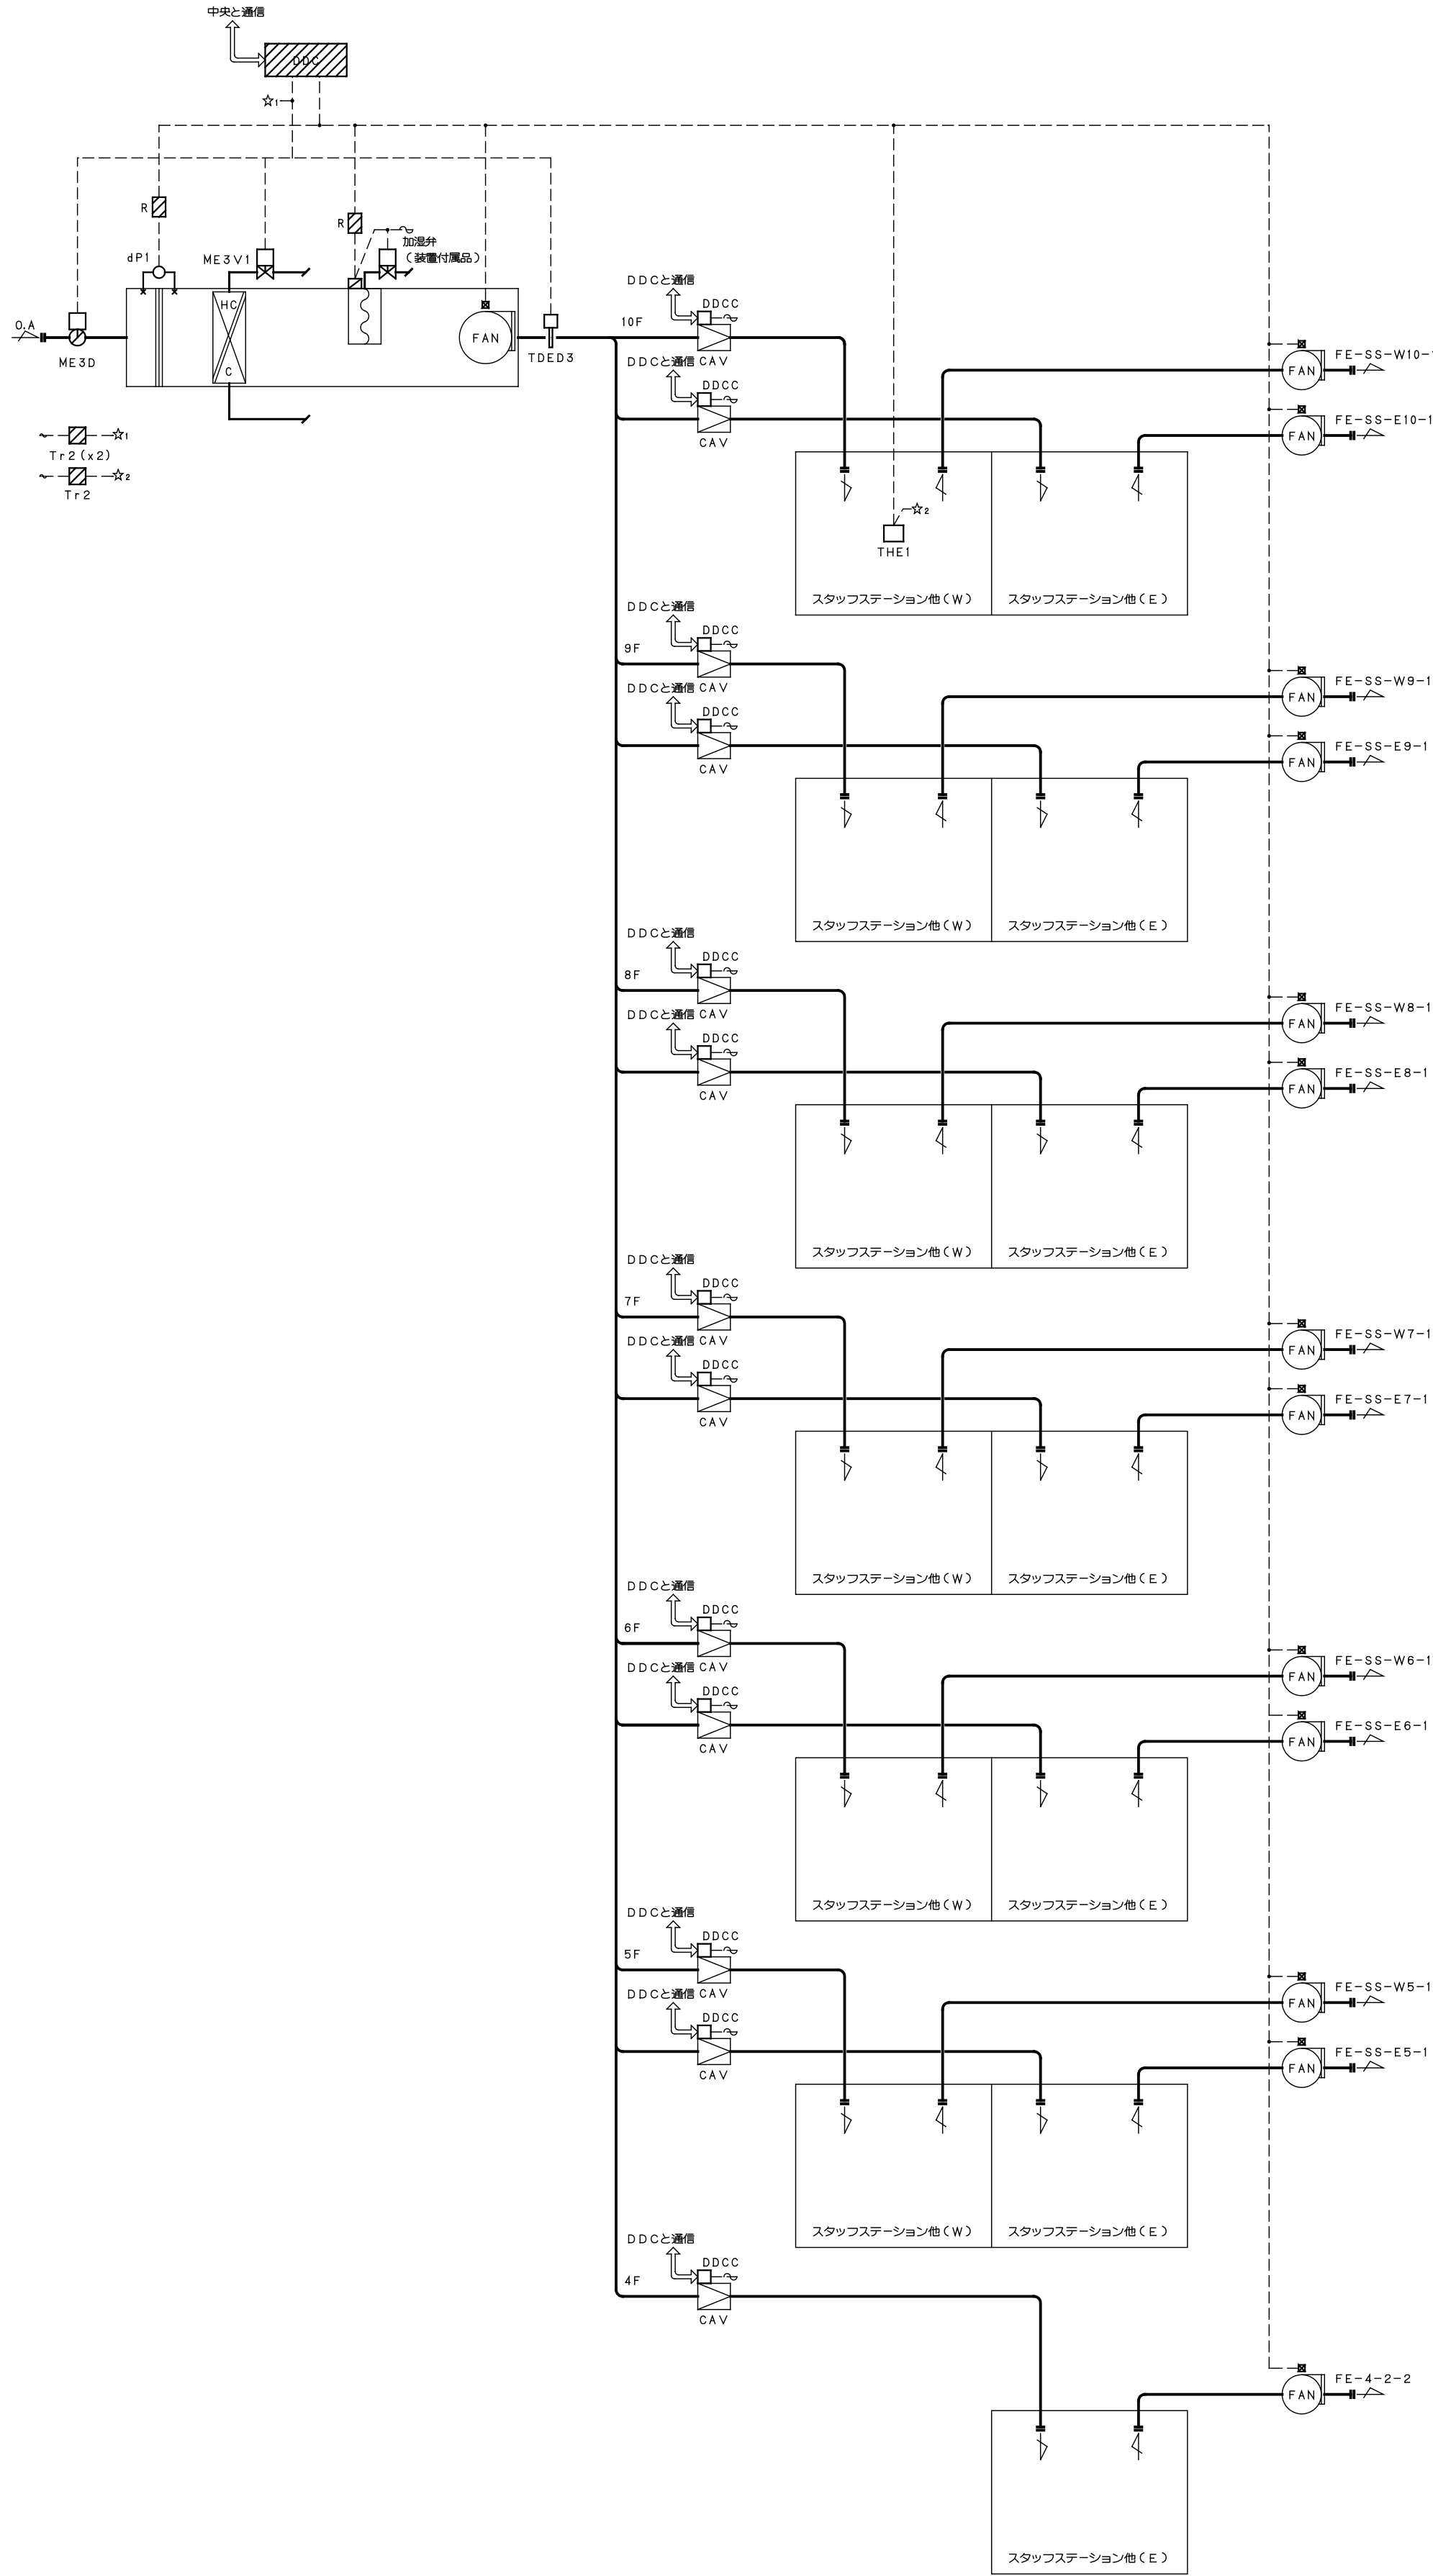 中央と通信
DDC
☆1
R
R
dP1
ME3V1
加湿弁
(装置付属品)
O.A
ME3D
HC
C
FAN
TDED3
Tr2(x2)
☆1
Tr2
☆2
DDCと通信
DDCC
10F
CAV
DDCと通信
DDCC
CAV
FAN
FE-SS-W10-1
FAN
FE-SS-E10-1
☆2
THE1
スタッフステーション他(W)
スタッフステーション他(E)
DDCと通信
DDCC
9F
CAV
DDCと通信
DDCC
CAV
FAN
FE-SS-W9-1
FAN
FE-SS-E9-1
スタッフステーション他(W)
スタッフステーション他(E)
DDCと通信
DDCC
8F
CAV
DDCと通信
DDCC
CAV
FAN
FE-SS-W8-1
FAN
FE-SS-E8-1
スタッフステーション他(W)
スタッフステーション他(E)
DDCと通信
DDCC
7F
CAV
DDCと通信
DDCC
CAV
FAN
FE-SS-W7-1
FAN
FE-SS-E7-1
スタッフステーション他(W)
スタッフステーション他(E)
DDCと通信
DDCC
6F
CAV
DDCと通信
DDCC
CAV
FAN
FE-SS-W6-1
FAN
FE-SS-E6-1
スタッフステーション他(W)
スタッフステーション他(E)
DDCと通信
DDCC
5F
CAV
DDCと通信
DDCC
CAV
FAN
FE-SS-W5-1
FAN
FE-SS-E5-1
スタッフステーション他(W)
スタッフステーション他(E)
DDCと通信
DDCC
4F
CAV
FAN
FE-4-2-2
スタッフステーション他(E)